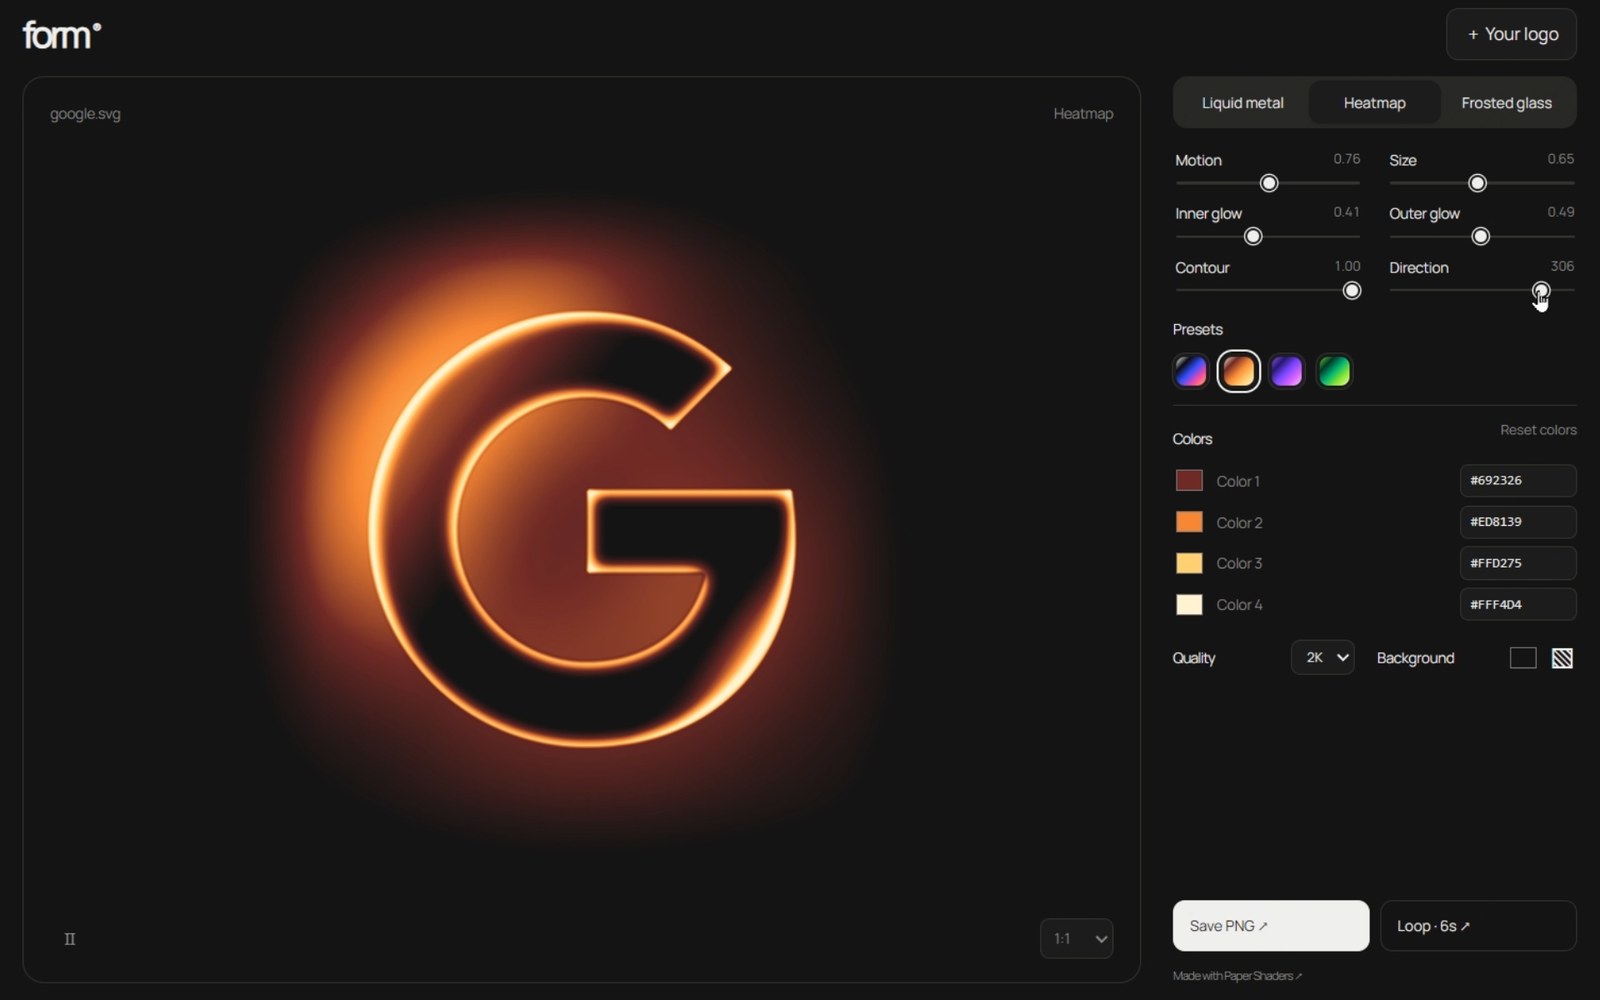 form°
+ Your logo
google.svg
Heatmap
Liquid metal
Heatmap
Frosted glass
Motion 0.76
Size 0.65
Inner glow 0.41
Outer glow 0.49
Contour 1.00
Direction 306
Presets
Colors
Reset colors
Color 1 #692326
Color 2 #ED8139
Color 3 #FFD275
Color 4 #FFF4D4
Quality 2K
Background
1:1
Save PNG ↗
Loop · 6s ↗
Made with Paper Shaders ↗